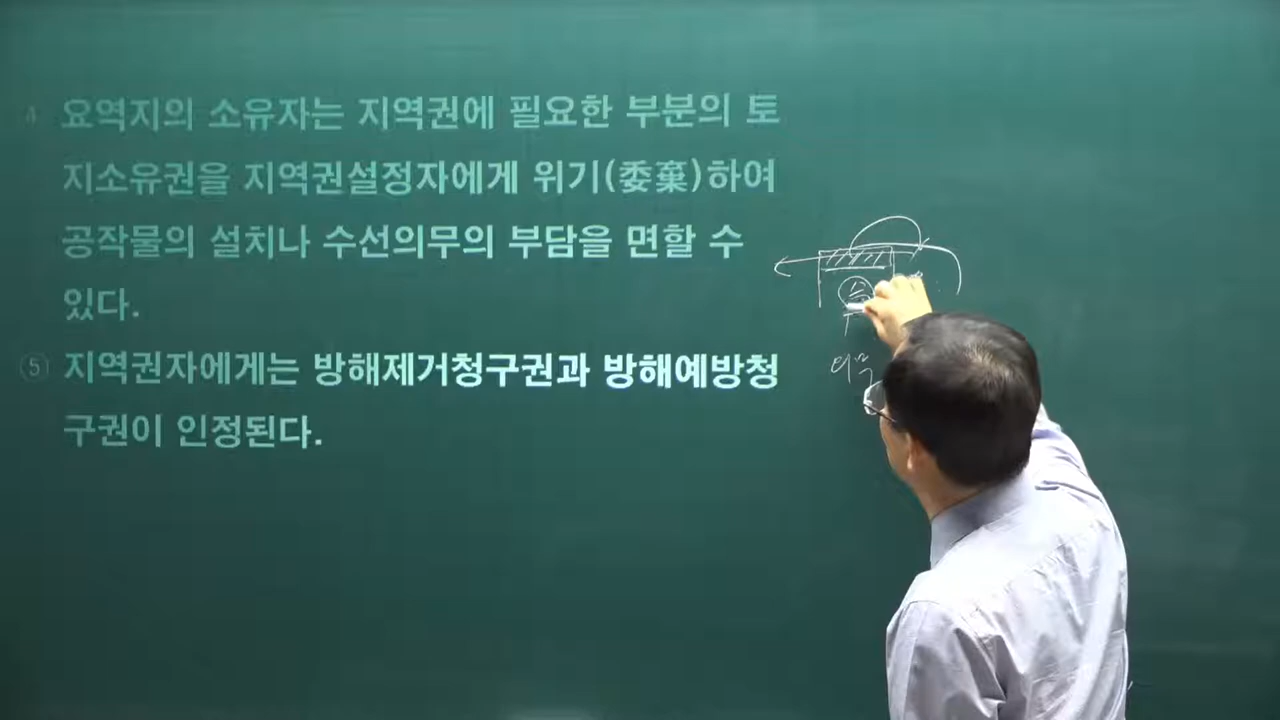 4 요역지의 소유자는 지역권에 필요한 부분의 토
지소유권을 지역권설정자에게 위기(委棄)하여
공작물의 설치나 수선의무의 부담을 면할 수
있다.
⑤ 지역권자에게는 방해제거청구권과 방해예방청
구권이 인정된다.
의무